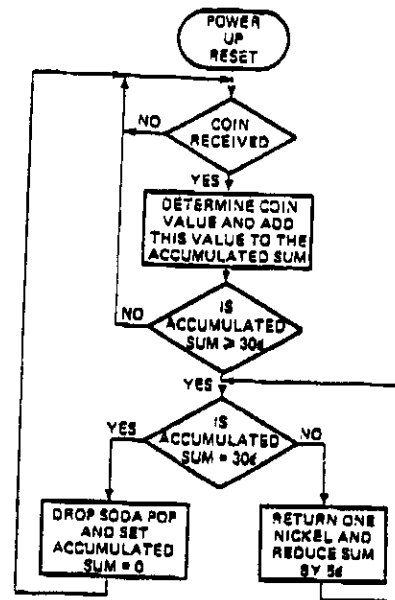 POWER
UP
RESET
COIN
RECEIVED
NO
YES
DETERMINE COIN
VALUE AND ADD
THIS VALUE TO THE
ACCUMULATED SUM
IS
ACCUMULATED
SUM ≥ 30¢
NO
YES
IS
ACCUMULATED
SUM = 30¢
YES
NO
DROP SODA POP
AND SET
ACCUMULATED
SUM = 0
RETURN ONE
NICKEL AND
REDUCE SUM
BY 5¢